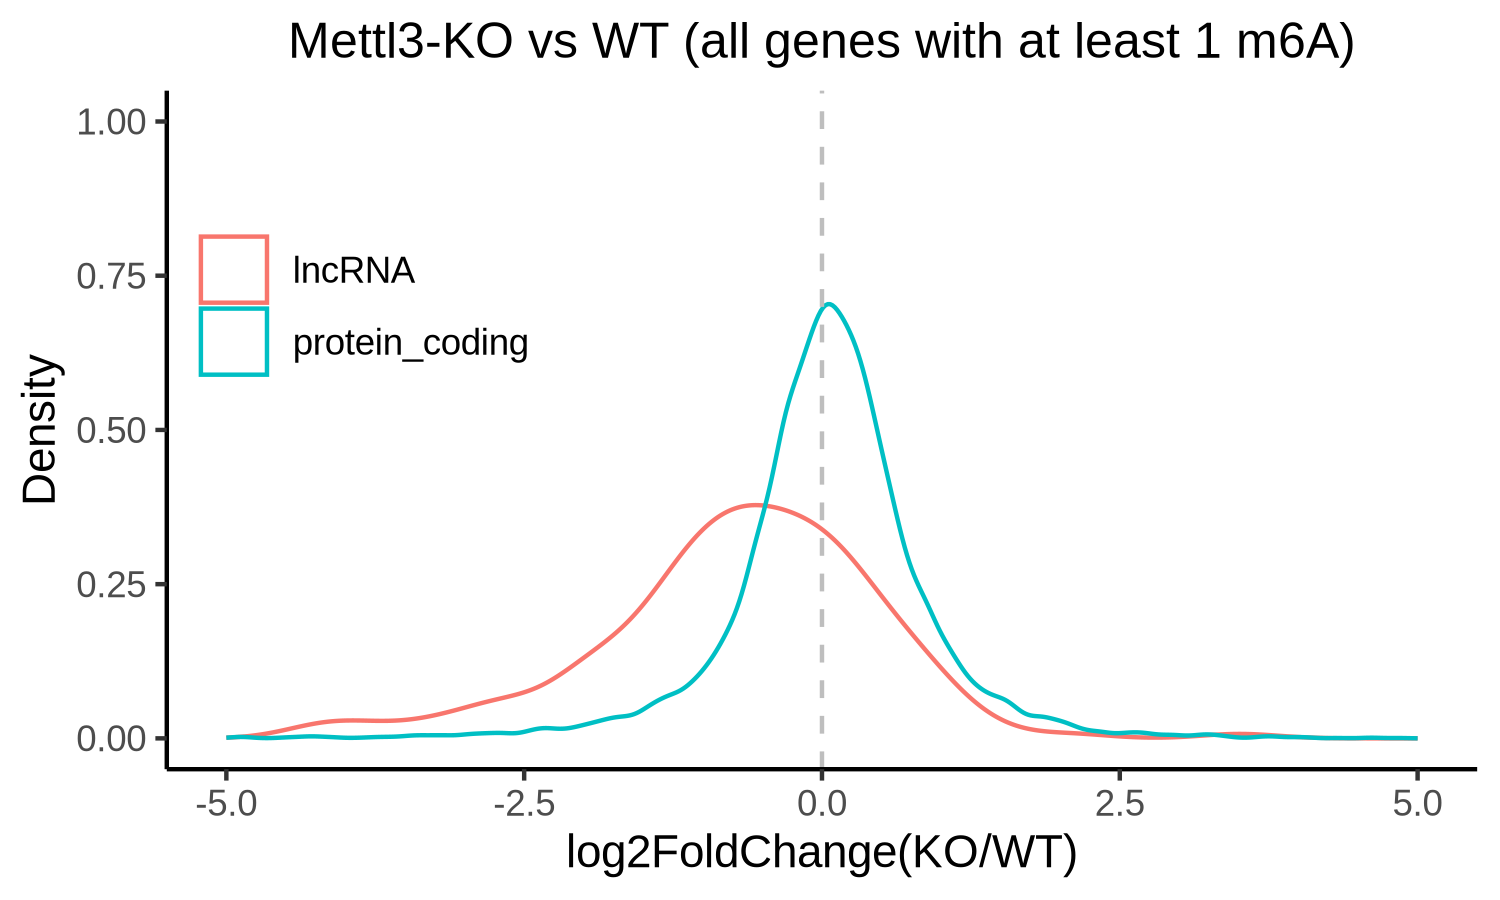 Mettl3-KO vs WT (all genes with at least 1 m6A)
1.00
0.75
0.50
0.25
0.00
Density
lncRNA
protein_coding
-5.0
-2.5
0.0
2.5
5.0
log2FoldChange(KO/WT)